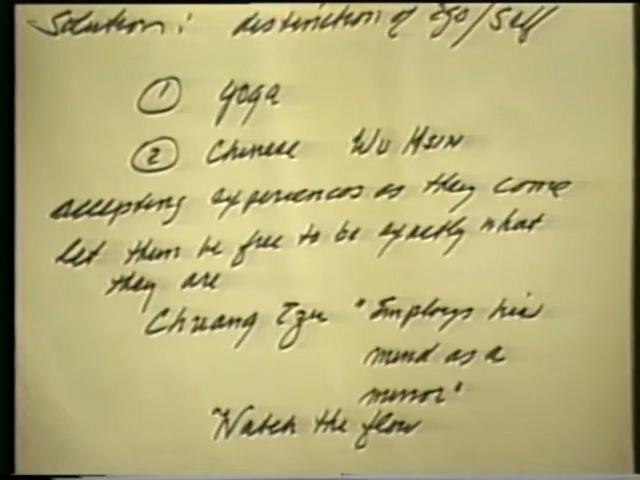 Solution: distinction of Ego/Self
① Yoga
② Chinese WU HSIN
accepting experiences as they come
let them be free to be exactly what
they are
Chuang Tzu "Employs his
mind as a
mirror"
"Watch the flow